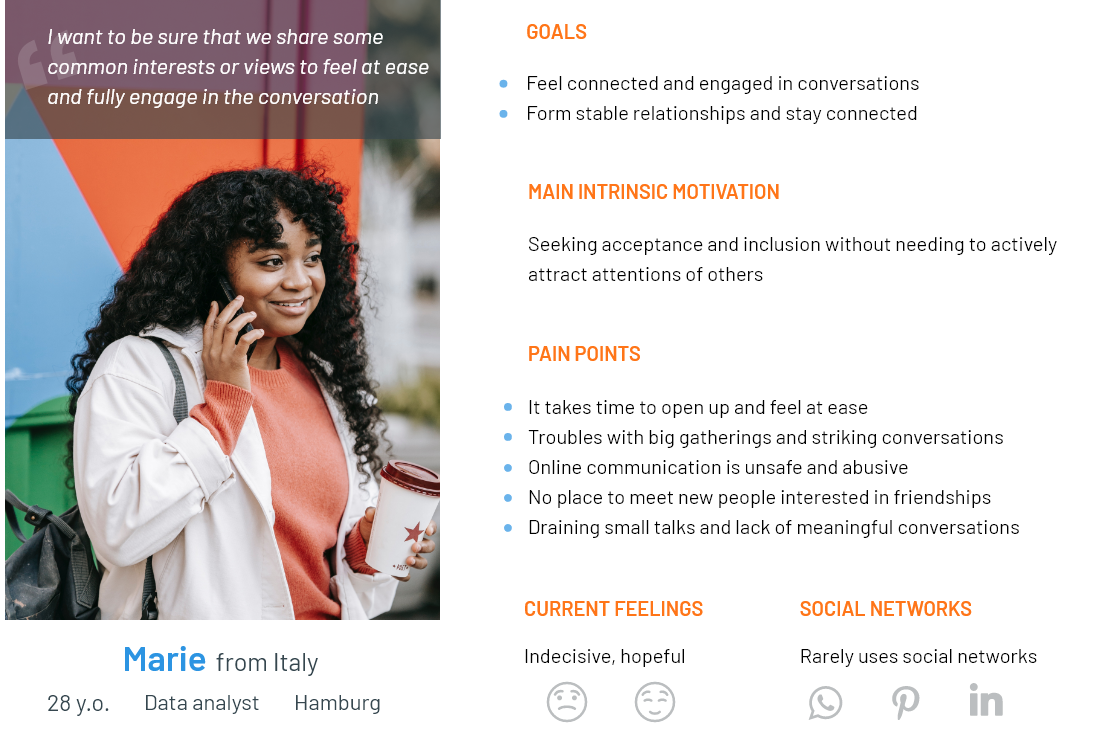 I want to be sure that we share some
common interests or views to feel at ease
and fully engage in the conversation
Marie from Italy
28 y.o. Data analyst Hamburg
GOALS
Feel connected and engaged in conversations
Form stable relationships and stay connected
MAIN INTRINSIC MOTIVATION
Seeking acceptance and inclusion without needing to actively
attract attentions of others
PAIN POINTS
It takes time to open up and feel at ease
Troubles with big gatherings and striking conversations
Online communication is unsafe and abusive
No place to meet new people interested in friendships
Draining small talks and lack of meaningful conversations
CURRENT FEELINGS
Indecisive, hopeful
SOCIAL NETWORKS
Rarely uses social networks
in